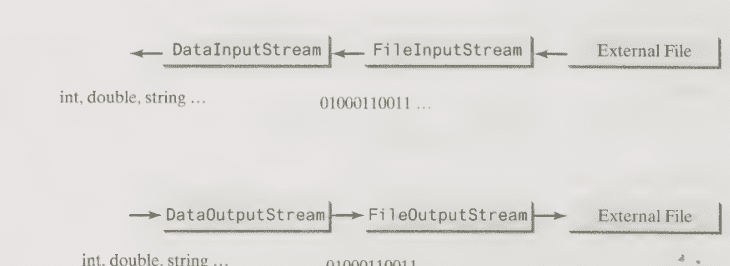 DataInputStream FileInputStream External File
int, double, string ... 01000110011 ...
DataOutputStream FileOutputStream External File
int, double, string ... 01000110011